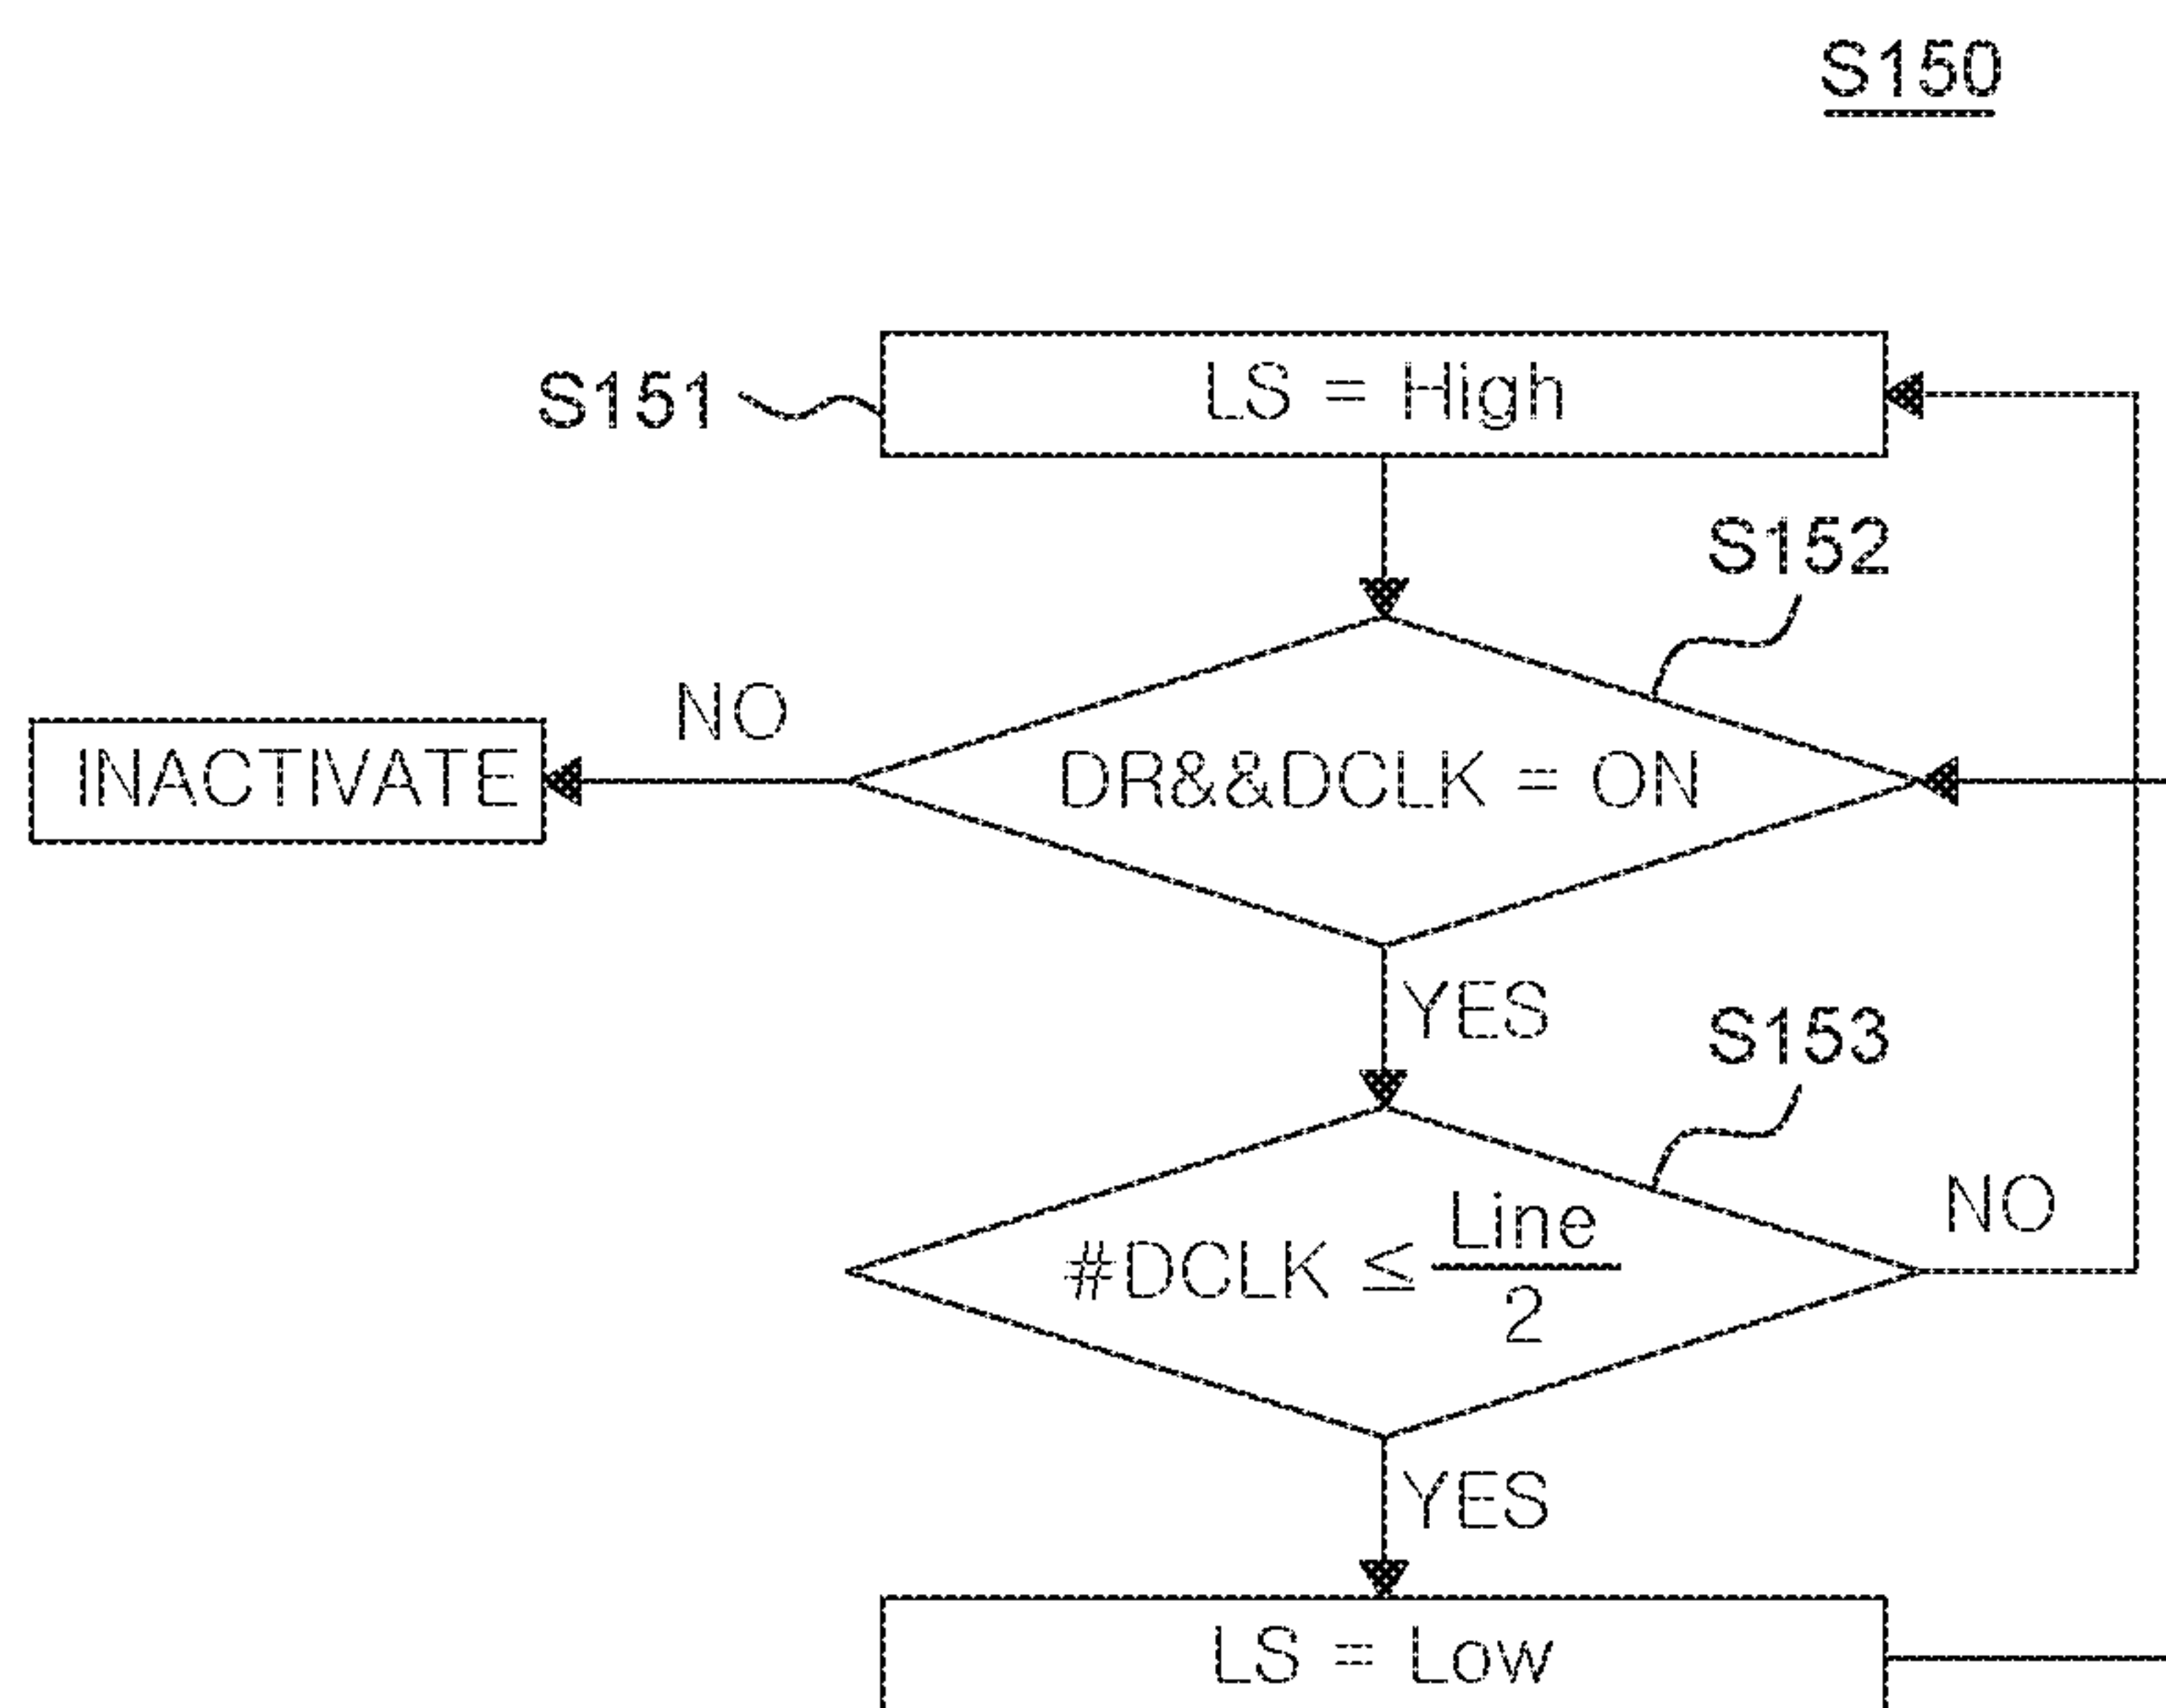 S150
S151
LS = High
S152
NO
INACTIVATE
DR&&DCLK = ON
YES
S153
NO
#DCLK ≤ Line
2
YES
LS = Low